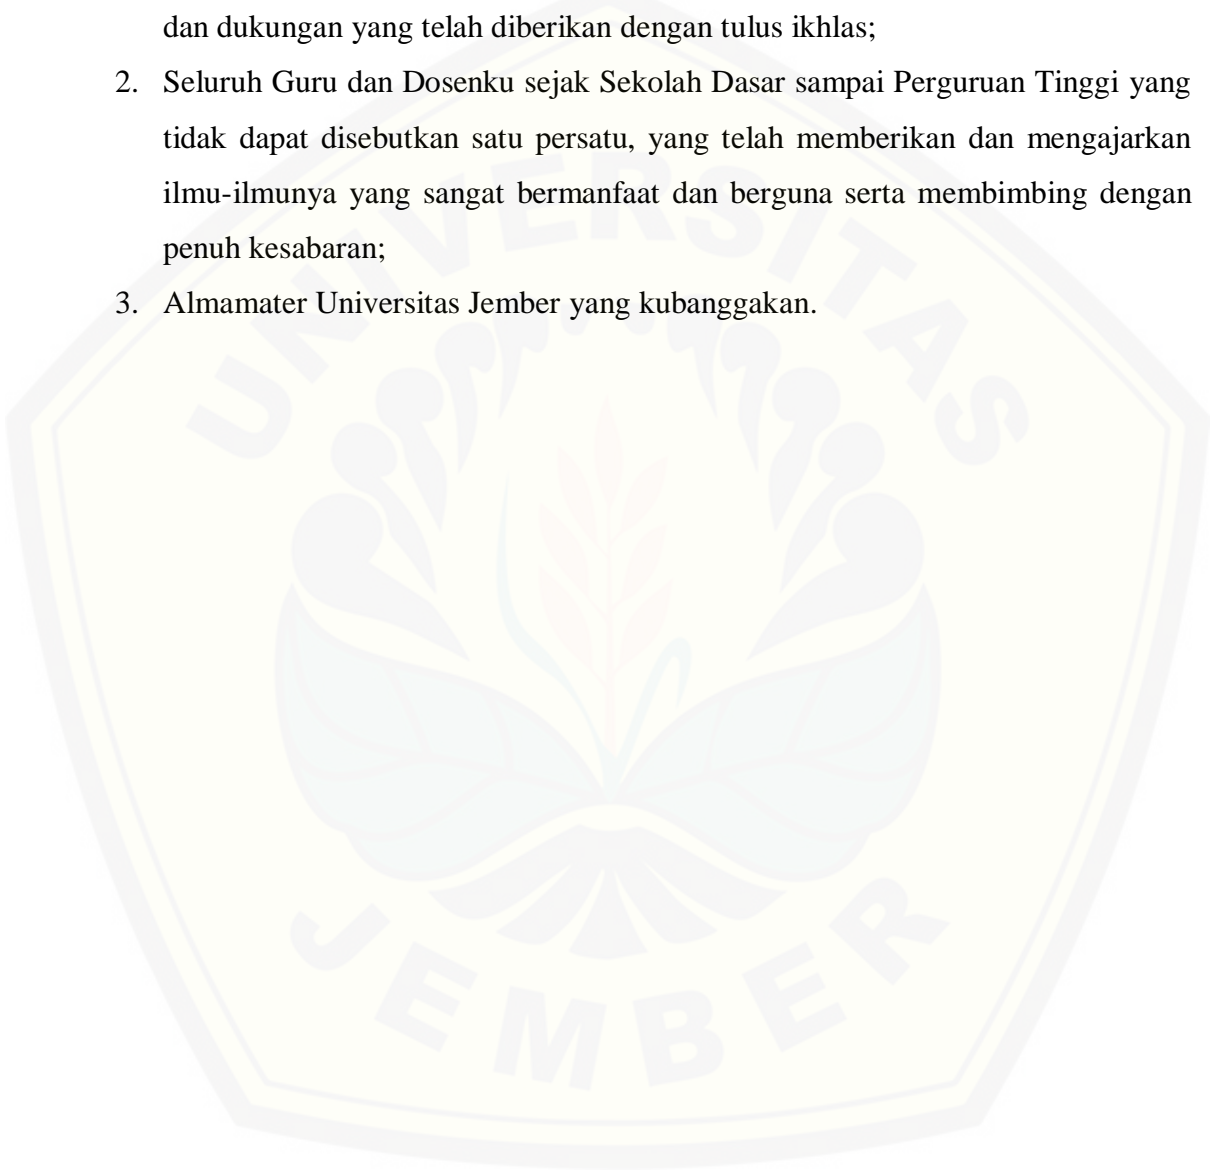 dan dukungan yang telah diberikan dengan tulus ikhlas;
2. Seluruh Guru dan Dosenku sejak Sekolah Dasar sampai Perguruan Tinggi yang
tidak dapat disebutkan satu persatu, yang telah memberikan dan mengajarkan
ilmu-ilmunya yang sangat bermanfaat dan berguna serta membimbing dengan
penuh kesabaran;
3. Almamater Universitas Jember yang kubanggakan.
UNIVERSITAS
JEMBER